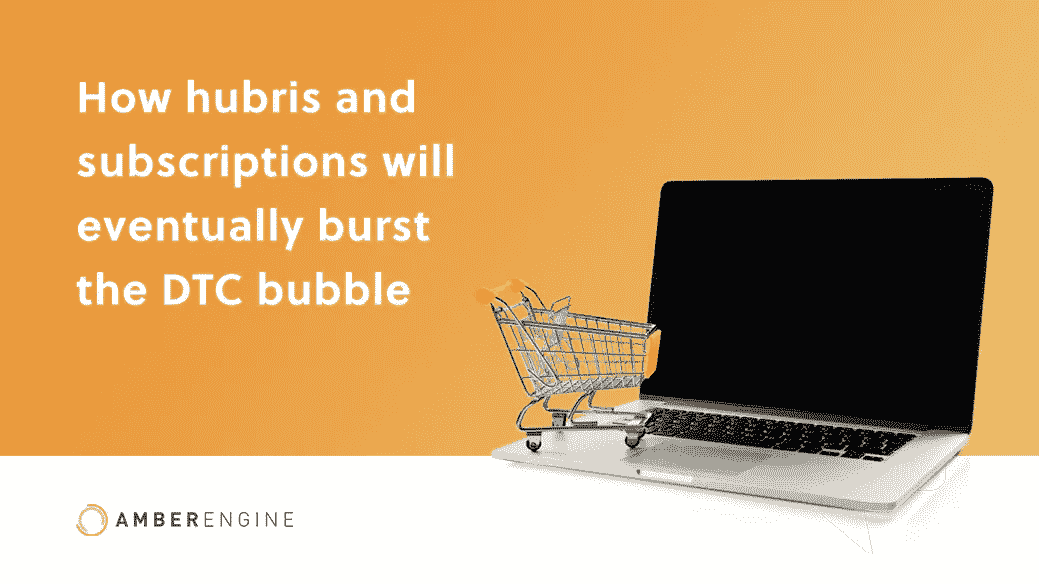 How hubris and
subscriptions will
eventually burst
the DTC bubble
AMBERENGINE